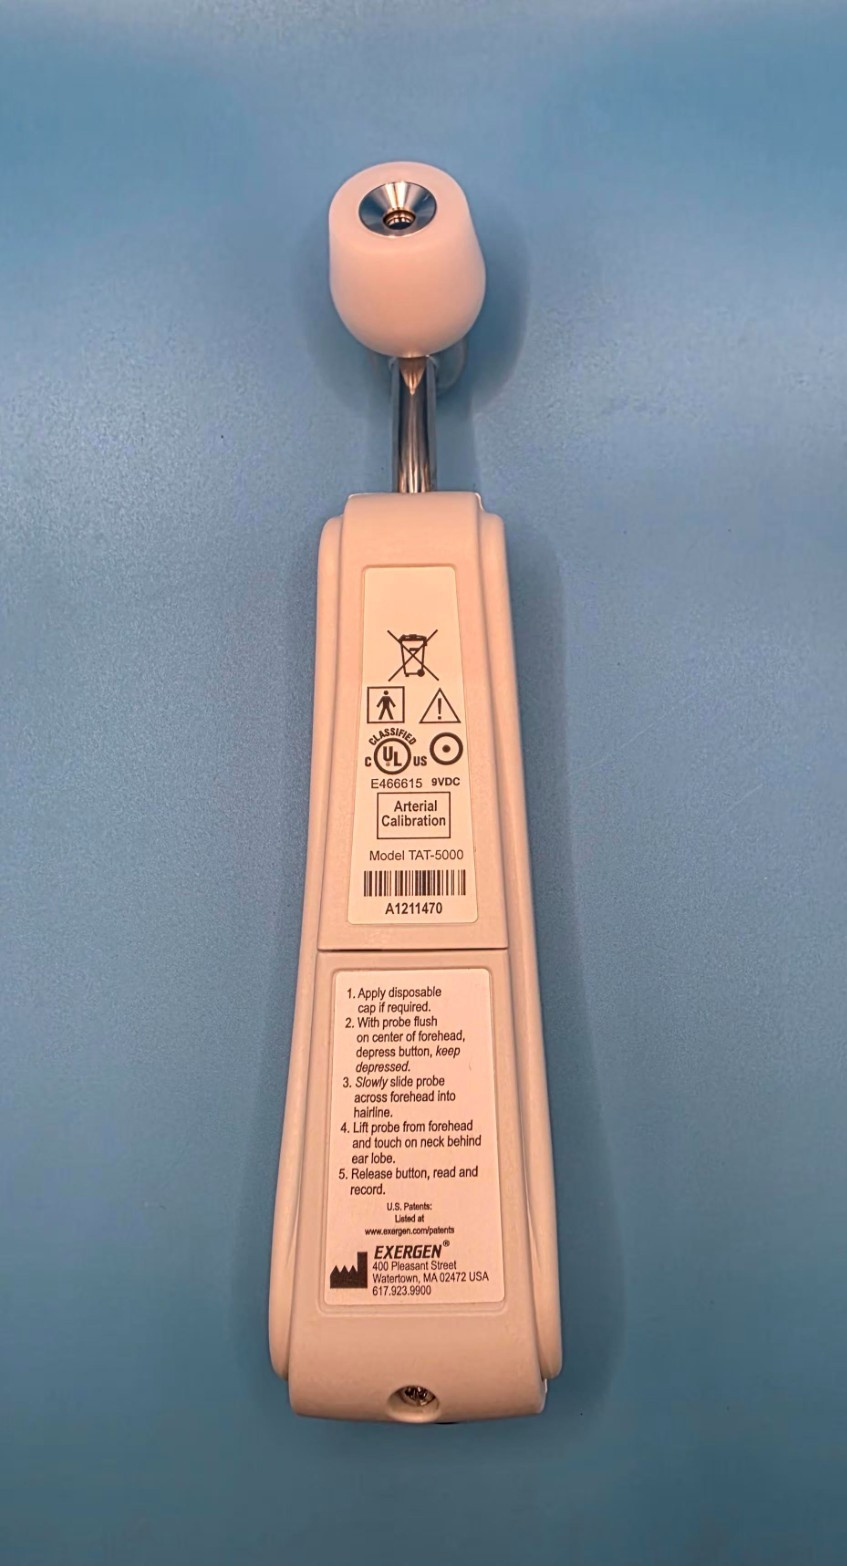 CLASSIFIED
C UL US
E466615 9VDC
Arterial
Calibration
Model TAT-5000
A1211470
1. Apply disposable
cap if required.
2. With probe flush
on center of forehead,
depress button, keep
depressed.
3. Slowly slide probe
across forehead into
hairline.
4. Lift probe from forehead
and touch on neck behind
ear lobe.
5. Release button, read and
record.
U.S. Patents:
Listed at
www.exergen.com/patents
EXERGEN®
400 Pleasant Street
Watertown, MA 02472 USA
617.923.9900